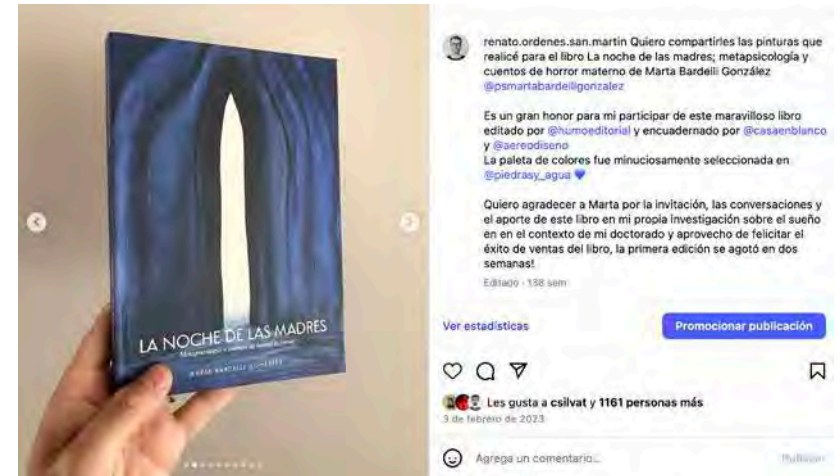 LA NOCHE DE LAS MADRES
renato.ordenes.san.martin Quiero compartirles las pinturas que
realicé para el libro La noche de las madres; metapsicología y
cuentos de horror materno de Marta Bardelli González
@psmartabardelligonzalez
Es un gran honor para mi participar de este maravilloso libro
editado por @humoeditorial y encuadernado por @casaenblanco
y @aereodiseno
La paleta de colores fue minuciosamente seleccionada en
@piedrasy_agua 💙
Quiero agradecer a Marta por la invitación, las conversaciones y
el aporte de este libro en mi propia investigación sobre el sueño
en en el contexto de mi doctorado y aprovecho de felicitar el
éxito de ventas del libro, la primera edición se agotó en dos
semanas!
Editado · 138 sem
Ver estadísticas
Promocionar publicación
Les gusta a csilvat y 1161 personas más
3 de febrero de 2023
Agrega un comentario...
Publicar